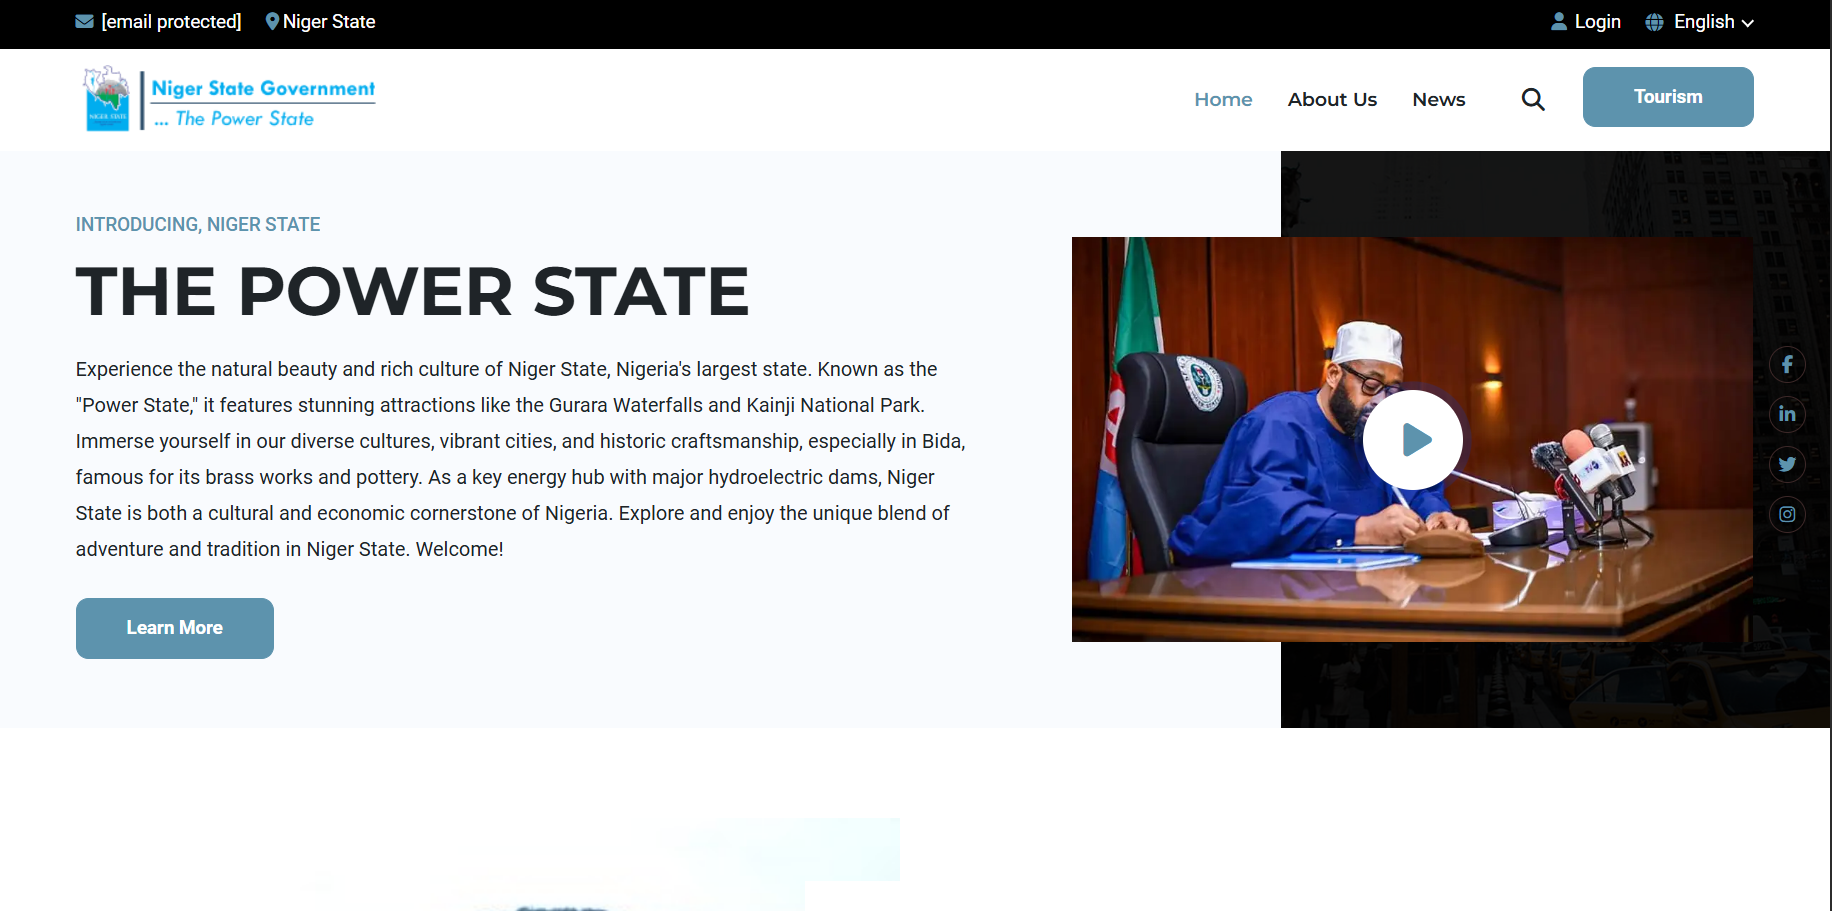 [email protected]
Niger State
Login
English
NIGER STATE
Niger State Government
... The Power State
Home
About Us
News
Tourism
INTRODUCING, NIGER STATE
THE POWER STATE
Experience the natural beauty and rich culture of Niger State, Nigeria's largest state. Known as the
"Power State," it features stunning attractions like the Gurara Waterfalls and Kainji National Park.
Immerse yourself in our diverse cultures, vibrant cities, and historic craftsmanship, especially in Bida,
famous for its brass works and pottery. As a key energy hub with major hydroelectric dams, Niger
State is both a cultural and economic cornerstone of Nigeria. Explore and enjoy the unique blend of
adventure and tradition in Niger State. Welcome!
Learn More